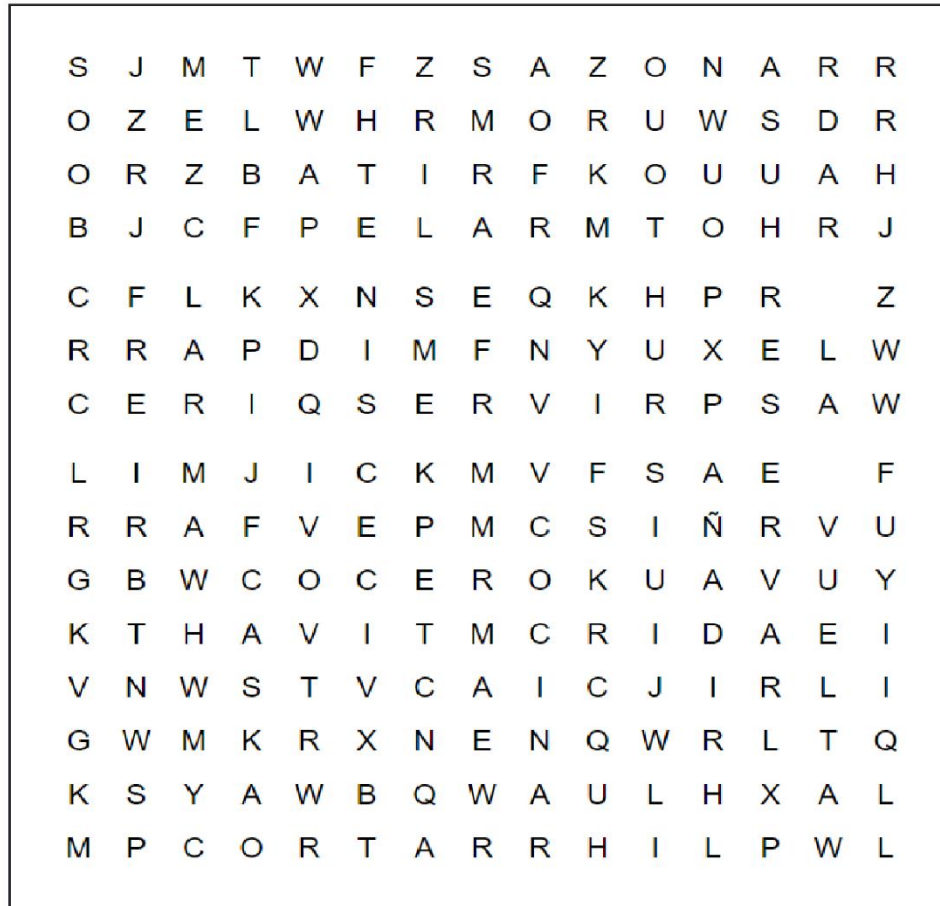 S J M T W F Z S A Z O N A R R
O Z E L W H R M O R U W S D R
O R Z B A T I R F K O U U A H
B J C F P E L A R M T O H R J
C F L K X N S E Q K H P R Z
R R A P D I M F N Y U X E L W
C E R I Q S E R V I R P S A W
L I M J I C K M V F S A E F
R R A F V E P M C S I Ñ R V U
G B W C O C E R O K U A V U Y
K T H A V I T M C R I D A E I
V N W S T V C A I C J I R L I
G W M K R X N E N Q W R L T Q
K S Y A W B Q W A U L H X A L
M P C O R T A R R H I L P W L